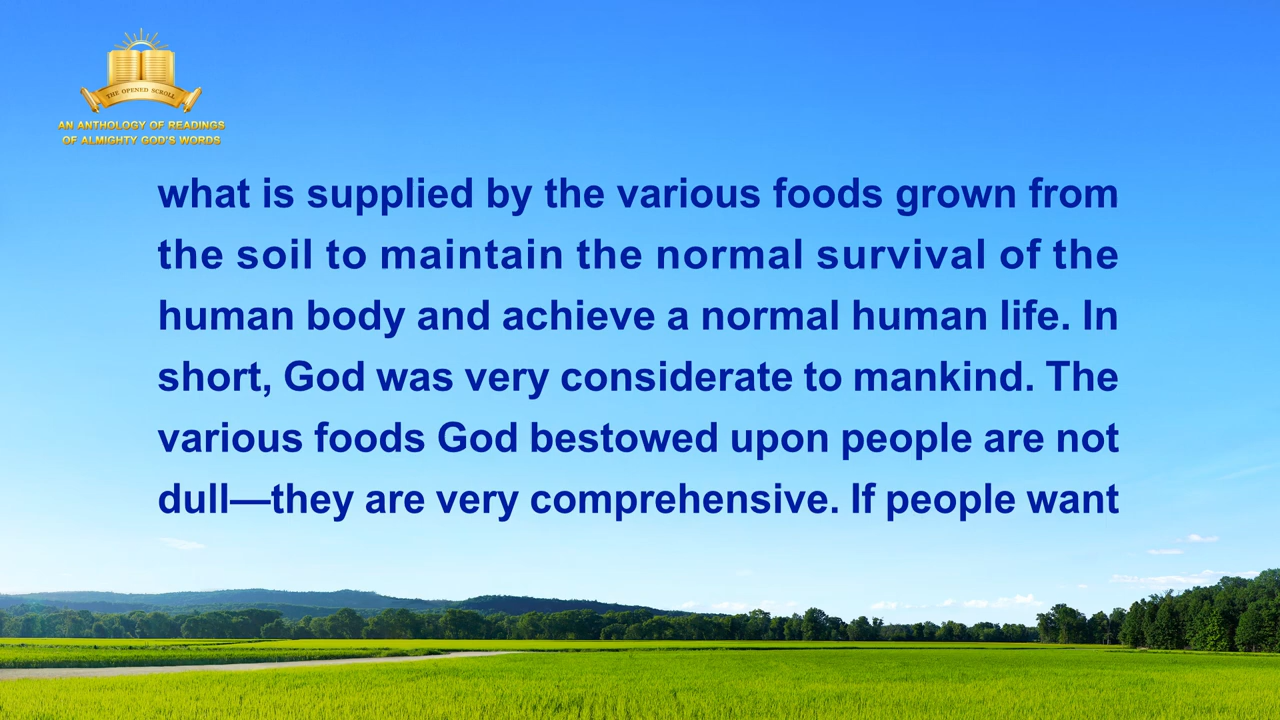 THE OPENED SCROLL
AN ANTHOLOGY OF READINGS
OF ALMIGHTY GOD'S WORDS
what is supplied by the various foods grown from
the soil to maintain the normal survival of the
human body and achieve a normal human life. In
short, God was very considerate to mankind. The
various foods God bestowed upon people are not
dull—they are very comprehensive. If people want